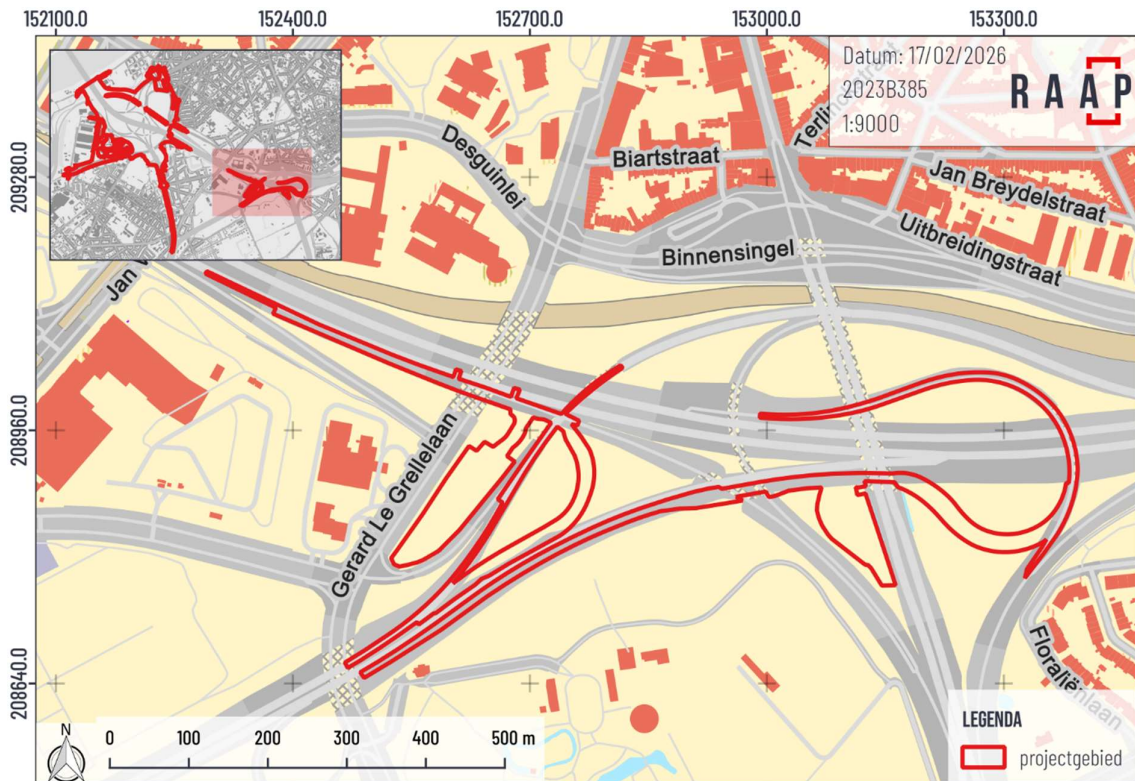 152100.0 152400.0 152700.0 153000.0 153300.0
Datum: 17/02/2026
2023B385
1:9000
RAAP
209280.0
208960.0
208640.0
Desguinlei
Biartstraat
Jan Breydelstraat
Uitbreidingstraat
Binnensingel
Gerard Le Grellelaan
Floraliënlaan
N
0 100 200 300 400 500 m
LEGENDA
projectgebied